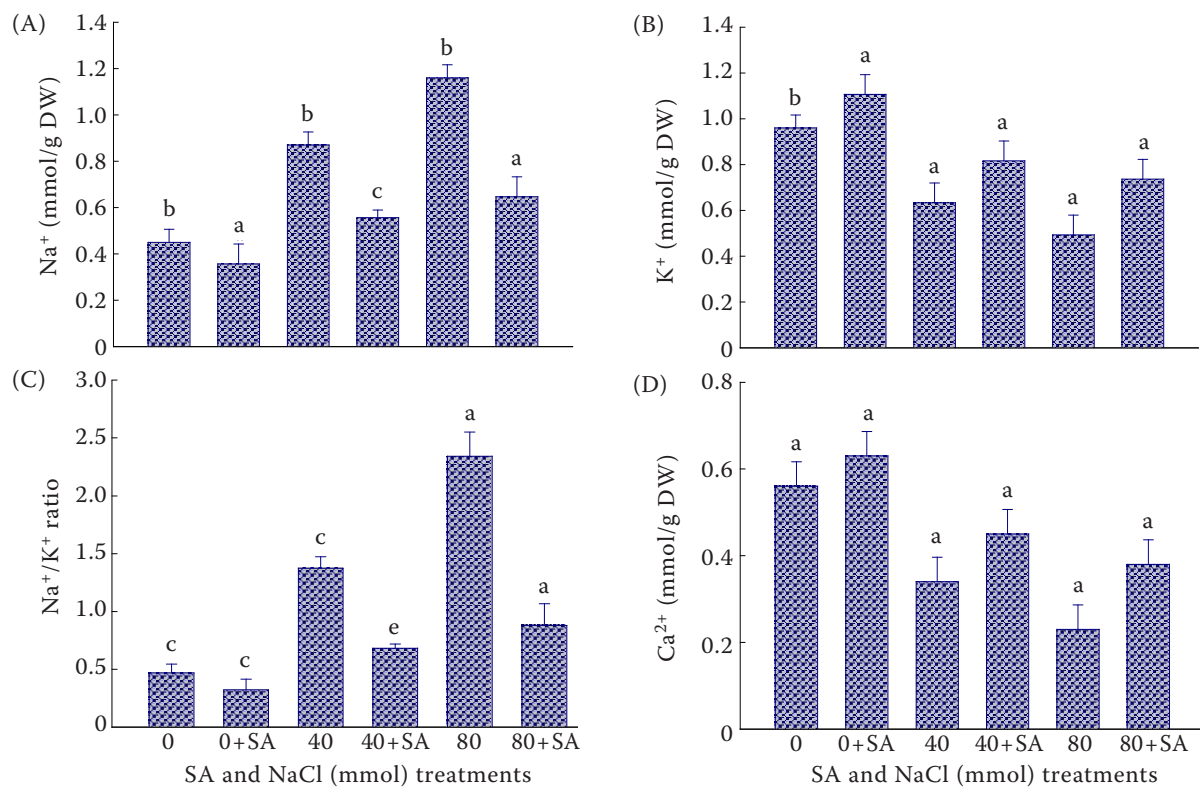 (A)
Na⁺ (mmol/g DW)
1.4
1.2
1.0
0.8
0.6
0.4
0.2
0
b
a
b
c
b
a
(B)
K⁺ (mmol/g DW)
1.4
1.2
1.0
0.8
0.6
0.4
0.2
0
b
a
a
a
a
a
(C)
Na⁺/K⁺ ratio
3.0
2.5
2.0
1.5
1.0
0.5
0
c
c
c
e
a
a
0 0+SA 40 40+SA 80 80+SA
SA and NaCl (mmol) treatments
(D)
Ca²⁺ (mmol/g DW)
0.8
0.6
0.4
0.2
0
a
a
a
a
a
a
0 0+SA 40 40+SA 80 80+SA
SA and NaCl (mmol) treatments